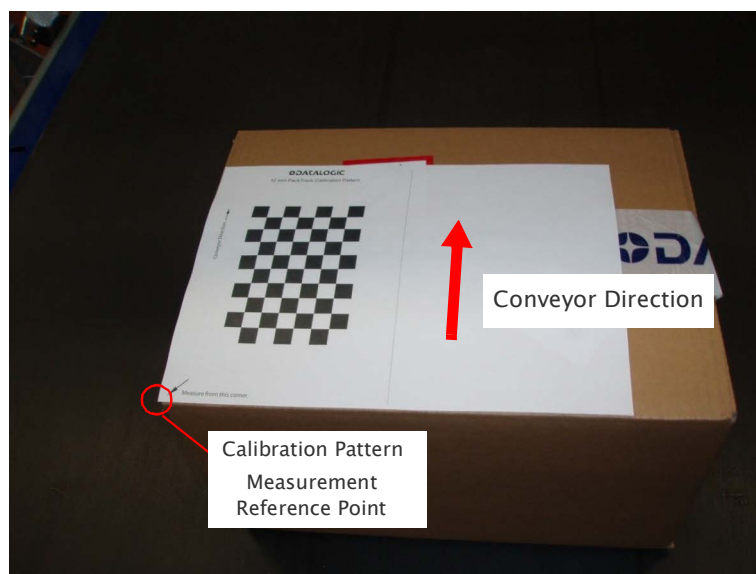 DATALOGIC
Conveyor Direction
Measure from this corner
DA
Conveyor Direction
Calibration Pattern
Measurement
Reference Point